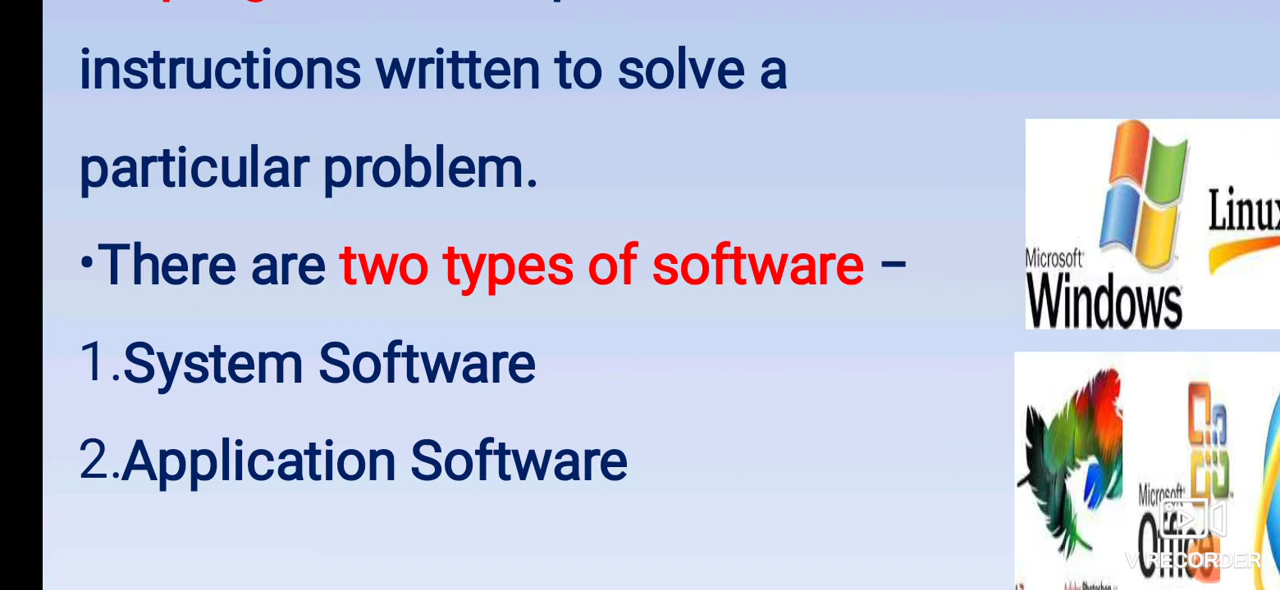 instructions written to solve a
particular problem.
•There are two types of software –
1.System Software
2.Application Software
Microsoft
Windows
Linux
Microsoft
Office
V RECORDER